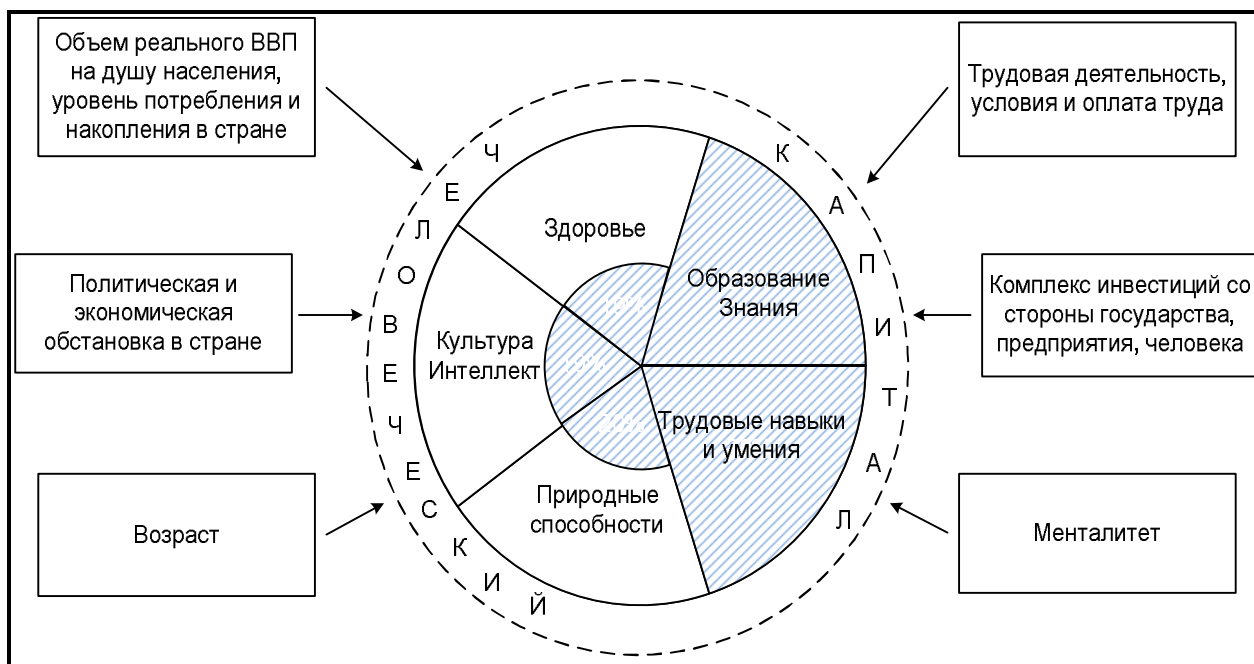 Объем реального ВВП
на душу населения,
уровень потребления и
накопления в стране
Трудовая деятельность,
условия и оплата труда
Политическая и
экономическая
обстановка в стране
Комплекс инвестиций со
стороны государства,
предприятия, человека
Возраст
Менталитет
ЧЕЛОВЕЧЕСКИЙ
КАПИТАЛ
Здоровье
Образование
Знания
Культура
Интеллект
Трудовые навыки
и умения
Природные
способности